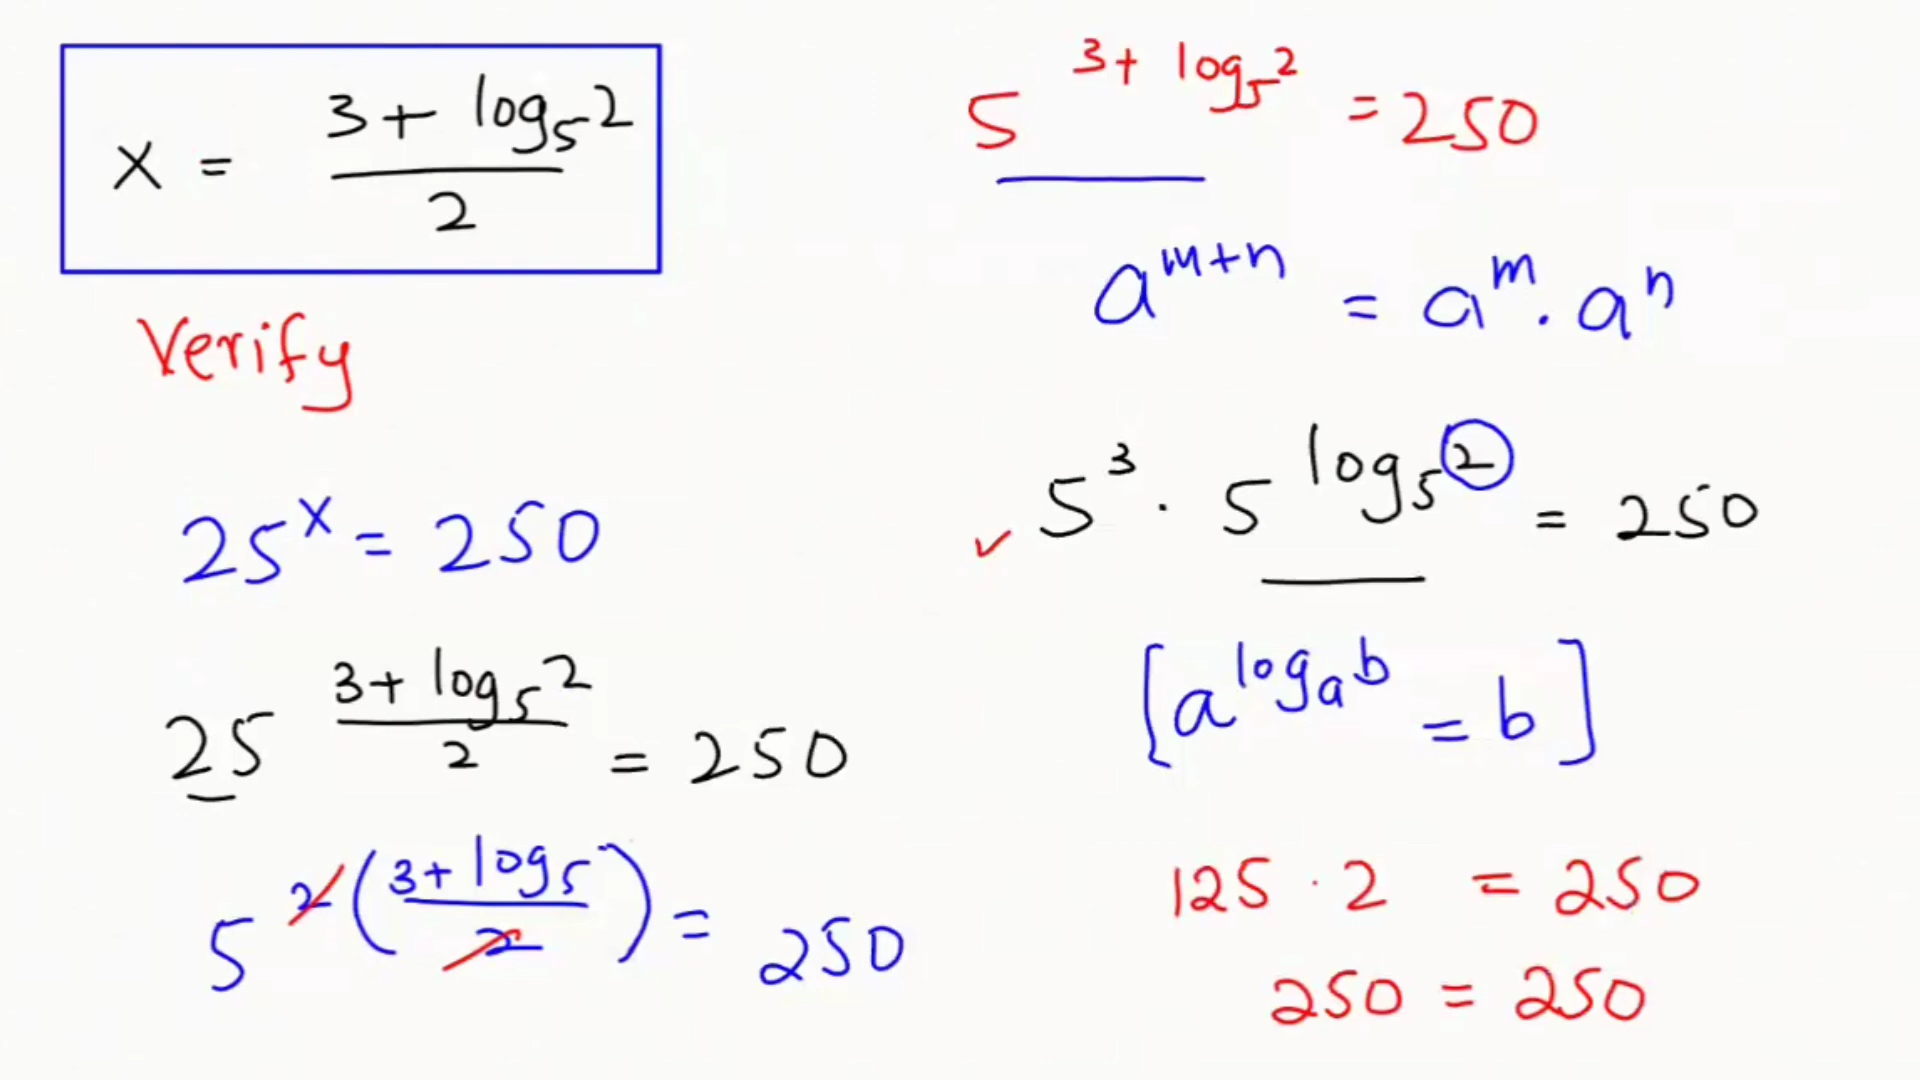 x = (3 + log₅2)/2
Verify
25^x = 250
25^((3 + log₅2)/2) = 250
5^(2((3 + log₅)/2)) = 250
5^(3 + log₅2) = 250
a^(m+n) = a^m · a^n
✓ 5³ · 5^(log₅2) = 250
[a^(logₐb) = b]
125 · 2 = 250
250 = 250